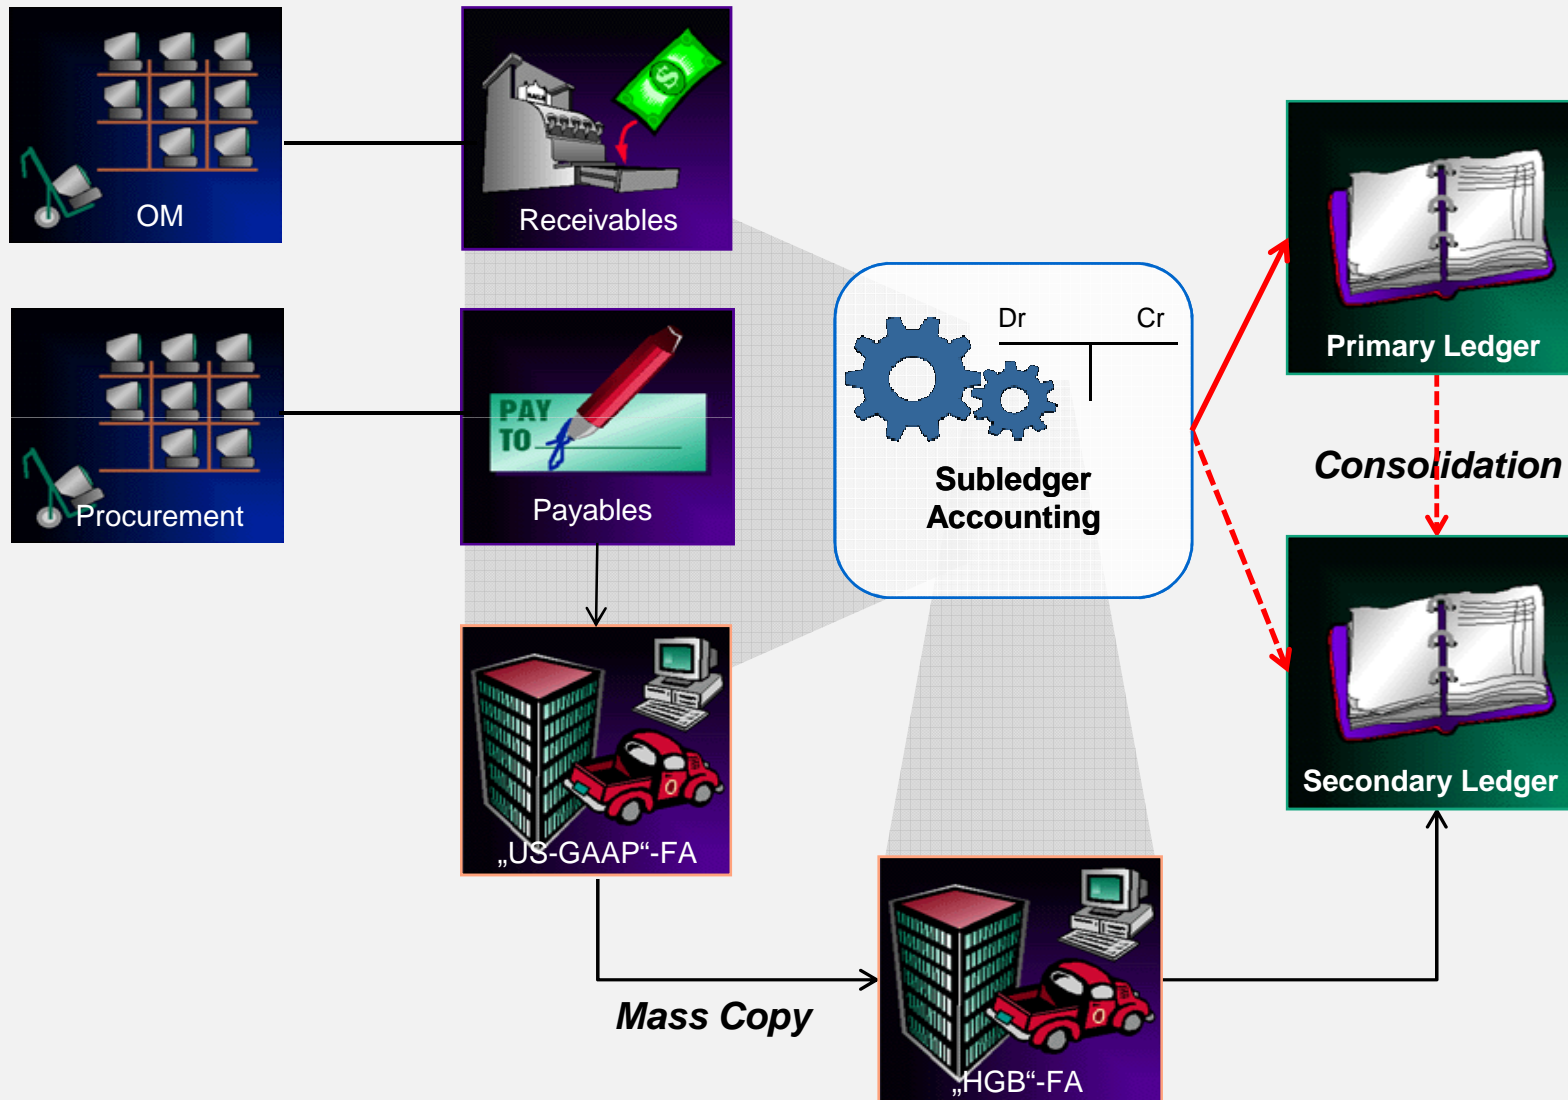 OM
Receivables
Procurement
PAY
TO
Payables
Dr Cr
Subledger
Accounting
Primary Ledger
Consolidation
Secondary Ledger
„US-GAAP“-FA
Mass Copy
„HGB“-FA